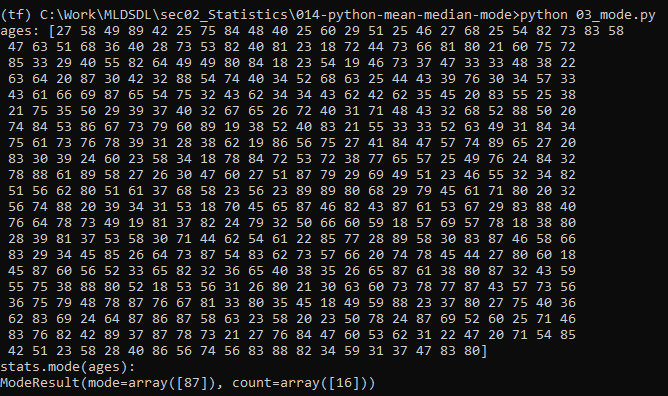 (tf) C:\Work\MLDSDL\sec02_Statistics\014-python-mean-median-mode>python 03_mode.py
ages: [27 58 49 89 42 25 75 84 48 40 25 60 29 51 25 46 27 68 25 54 82 73 83 58
47 63 51 68 36 40 28 73 53 82 40 81 23 18 72 44 73 66 81 80 21 60 75 72
85 33 29 40 55 82 64 49 49 80 84 18 23 54 19 46 73 37 47 33 33 48 38 22
63 64 20 87 30 42 32 88 54 74 40 34 52 68 63 25 44 43 39 76 30 34 57 33
43 61 66 69 87 65 54 75 32 43 62 34 34 43 62 42 62 35 45 20 83 55 25 38
21 75 35 50 29 39 37 40 32 67 65 26 72 40 31 71 48 43 32 68 52 88 50 20
74 84 53 86 67 73 79 60 89 19 38 52 40 83 21 55 33 33 52 63 49 31 84 34
75 61 73 76 78 39 31 28 38 62 19 86 56 75 27 41 84 47 57 74 89 65 27 20
83 30 39 24 60 23 58 34 18 78 84 72 53 72 38 77 65 57 25 49 76 24 84 32
78 88 61 89 58 27 26 30 47 60 27 51 87 79 29 69 49 51 23 46 55 32 34 82
51 56 62 80 51 61 37 68 58 23 56 23 89 89 80 68 29 79 45 61 71 80 20 32
56 74 88 20 39 34 31 53 18 70 45 65 87 46 82 43 87 61 53 67 29 83 88 40
76 64 78 73 49 19 81 37 82 24 79 32 50 66 60 59 18 57 69 57 78 18 38 80
28 39 81 37 53 58 30 71 44 62 54 61 22 85 77 28 89 58 30 83 87 46 58 66
83 29 34 45 85 26 64 73 87 54 83 62 73 57 66 20 74 78 45 44 27 80 60 18
45 87 60 56 52 33 65 82 32 36 65 40 38 35 26 65 87 61 38 80 87 32 43 59
55 75 38 88 80 52 18 53 56 31 26 80 21 30 63 60 73 78 77 87 43 57 73 56
36 75 79 48 78 87 76 67 81 33 80 35 45 18 49 59 88 23 37 80 27 75 40 36
62 83 69 24 64 87 86 87 58 63 23 58 20 23 50 78 24 87 69 52 60 25 71 46
83 76 82 42 89 37 87 78 73 21 27 76 84 47 60 53 62 31 22 47 20 71 54 85
42 51 23 58 28 40 86 56 74 56 83 88 82 34 59 31 37 47 83 80]
stats.mode(ages):
ModeResult(mode=array([87]), count=array([16]))